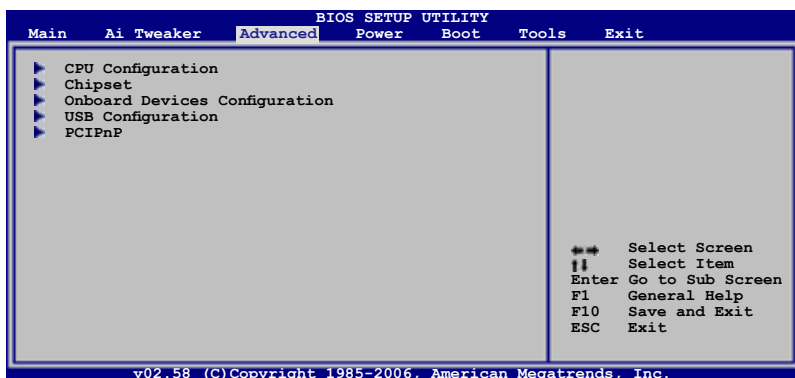 BIOS SETUP UTILITY
Main Ai Tweaker Advanced Power Boot Tools Exit
CPU Configuration
Chipset
Onboard Devices Configuration
USB Configuration
PCIPnP
Select Screen
Select Item
Enter Go to Sub Screen
F1 General Help
F10 Save and Exit
ESC Exit
v02.58 (C)Copyright 1985-2006, American Megatrends, Inc.